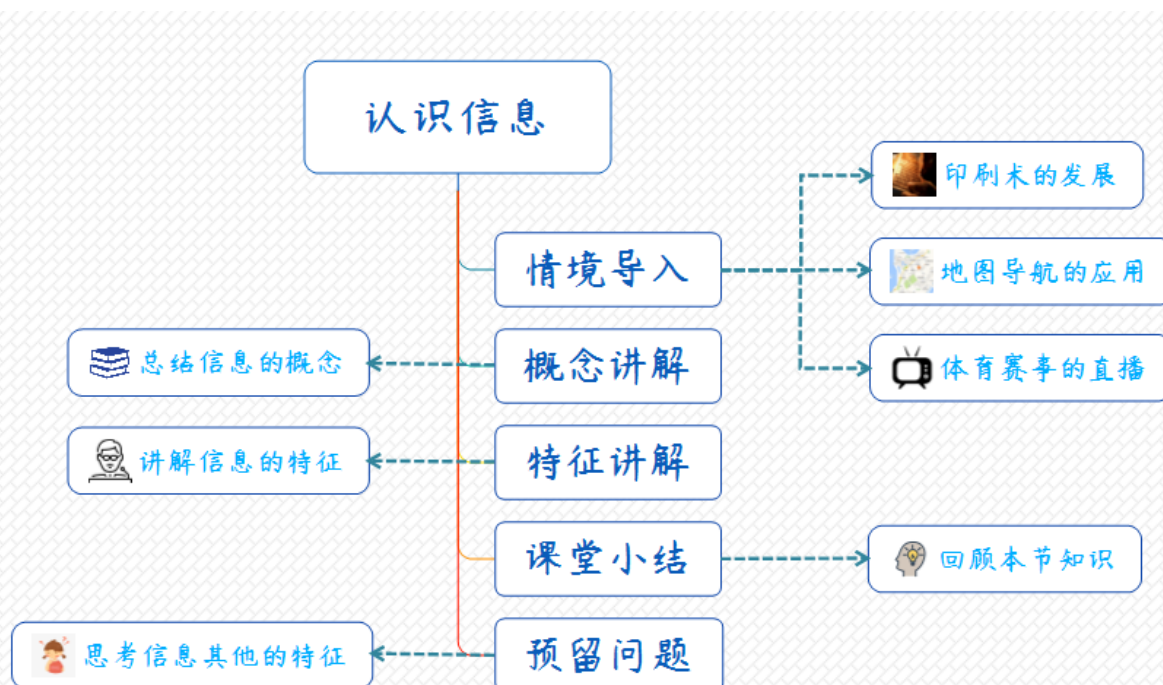 认识信息
情境导入
印刷术的发展
地图导航的应用
体育赛事的直播
概念讲解
总结信息的概念
特征讲解
讲解信息的特征
课堂小结
回顾本节知识
预留问题
思考信息其他的特征